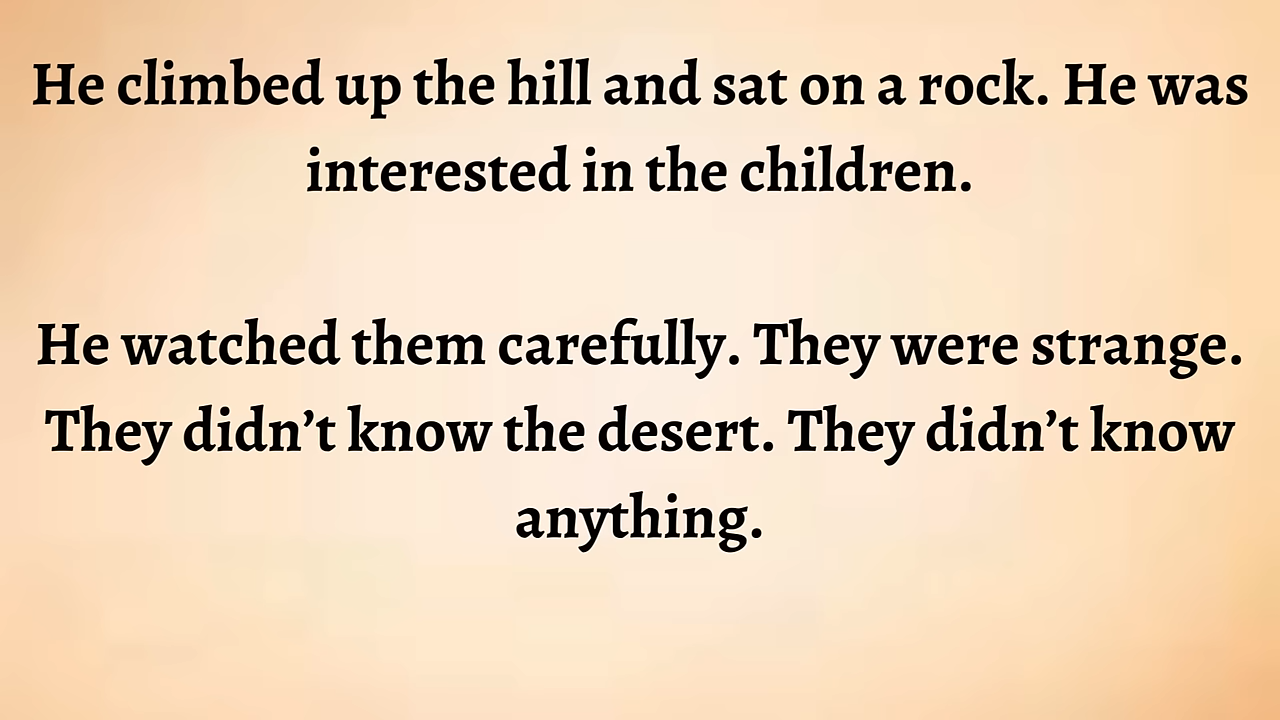 He climbed up the hill and sat on a rock. He was
interested in the children.
He watched them carefully. They were strange.
They didn’t know the desert. They didn’t know
anything.